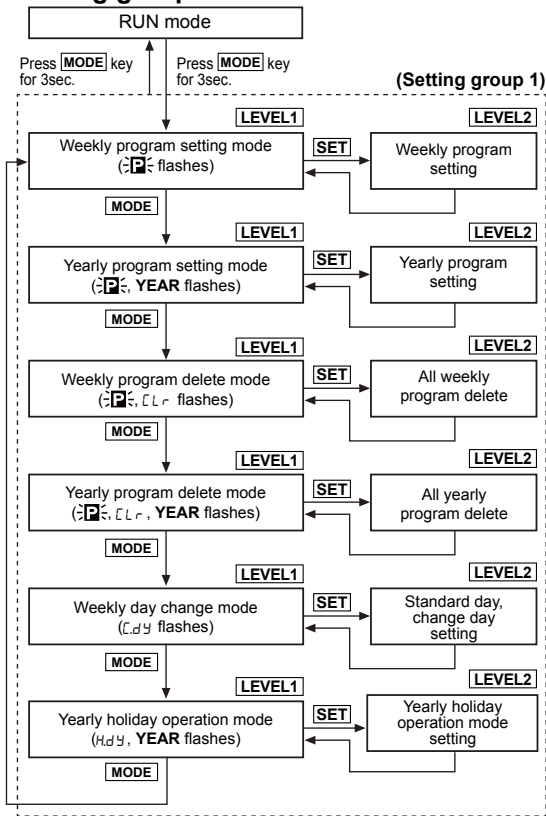 RUN mode
Press MODE key
for 3sec.
Press MODE key
for 3sec.
(Setting group 1)
LEVEL1
LEVEL2
Weekly program setting mode
(P flashes)
SET
Weekly program
setting
MODE
LEVEL1
LEVEL2
Yearly program setting mode
(P, YEAR flashes)
SET
Yearly program
setting
MODE
LEVEL1
LEVEL2
Weekly program delete mode
(P, CLr flashes)
SET
All weekly
program delete
MODE
LEVEL1
LEVEL2
Yearly program delete mode
(P, CLr, YEAR flashes)
SET
All yearly
program delete
MODE
LEVEL1
LEVEL2
Weekly day change mode
(C.dY flashes)
SET
Standard day,
change day
setting
MODE
LEVEL1
LEVEL2
Yearly holiday operation mode
(H.dY, YEAR flashes)
SET
Yearly holiday
operation mode
setting
MODE